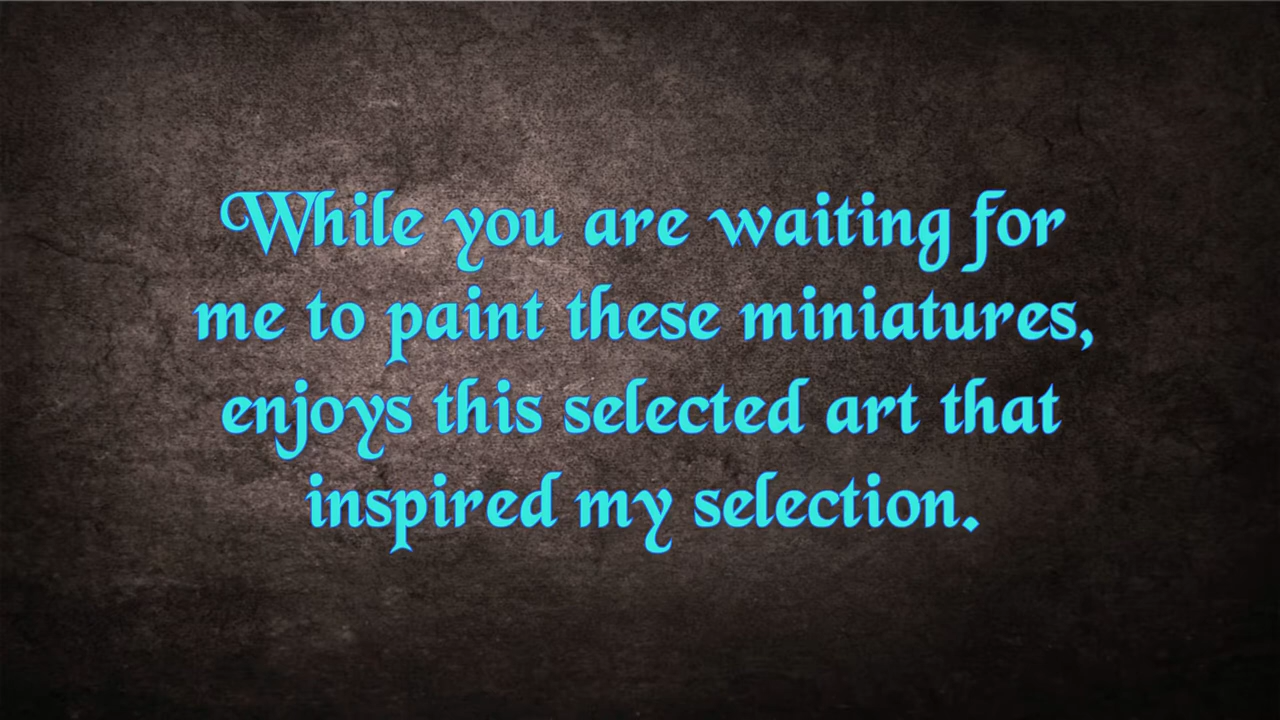 While you are waiting for
me to paint these miniatures,
enjoys this selected art that
inspired my selection.